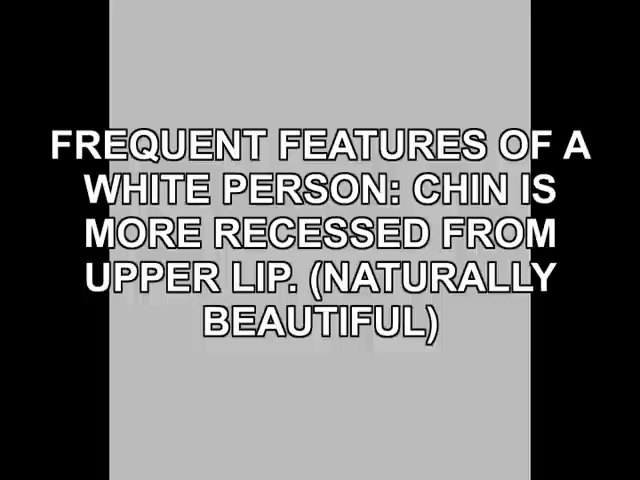 FREQUENT FEATURES OF A
WHITE PERSON: CHIN IS
MORE RECESSED FROM
UPPER LIP. (NATURALLY
BEAUTIFUL)